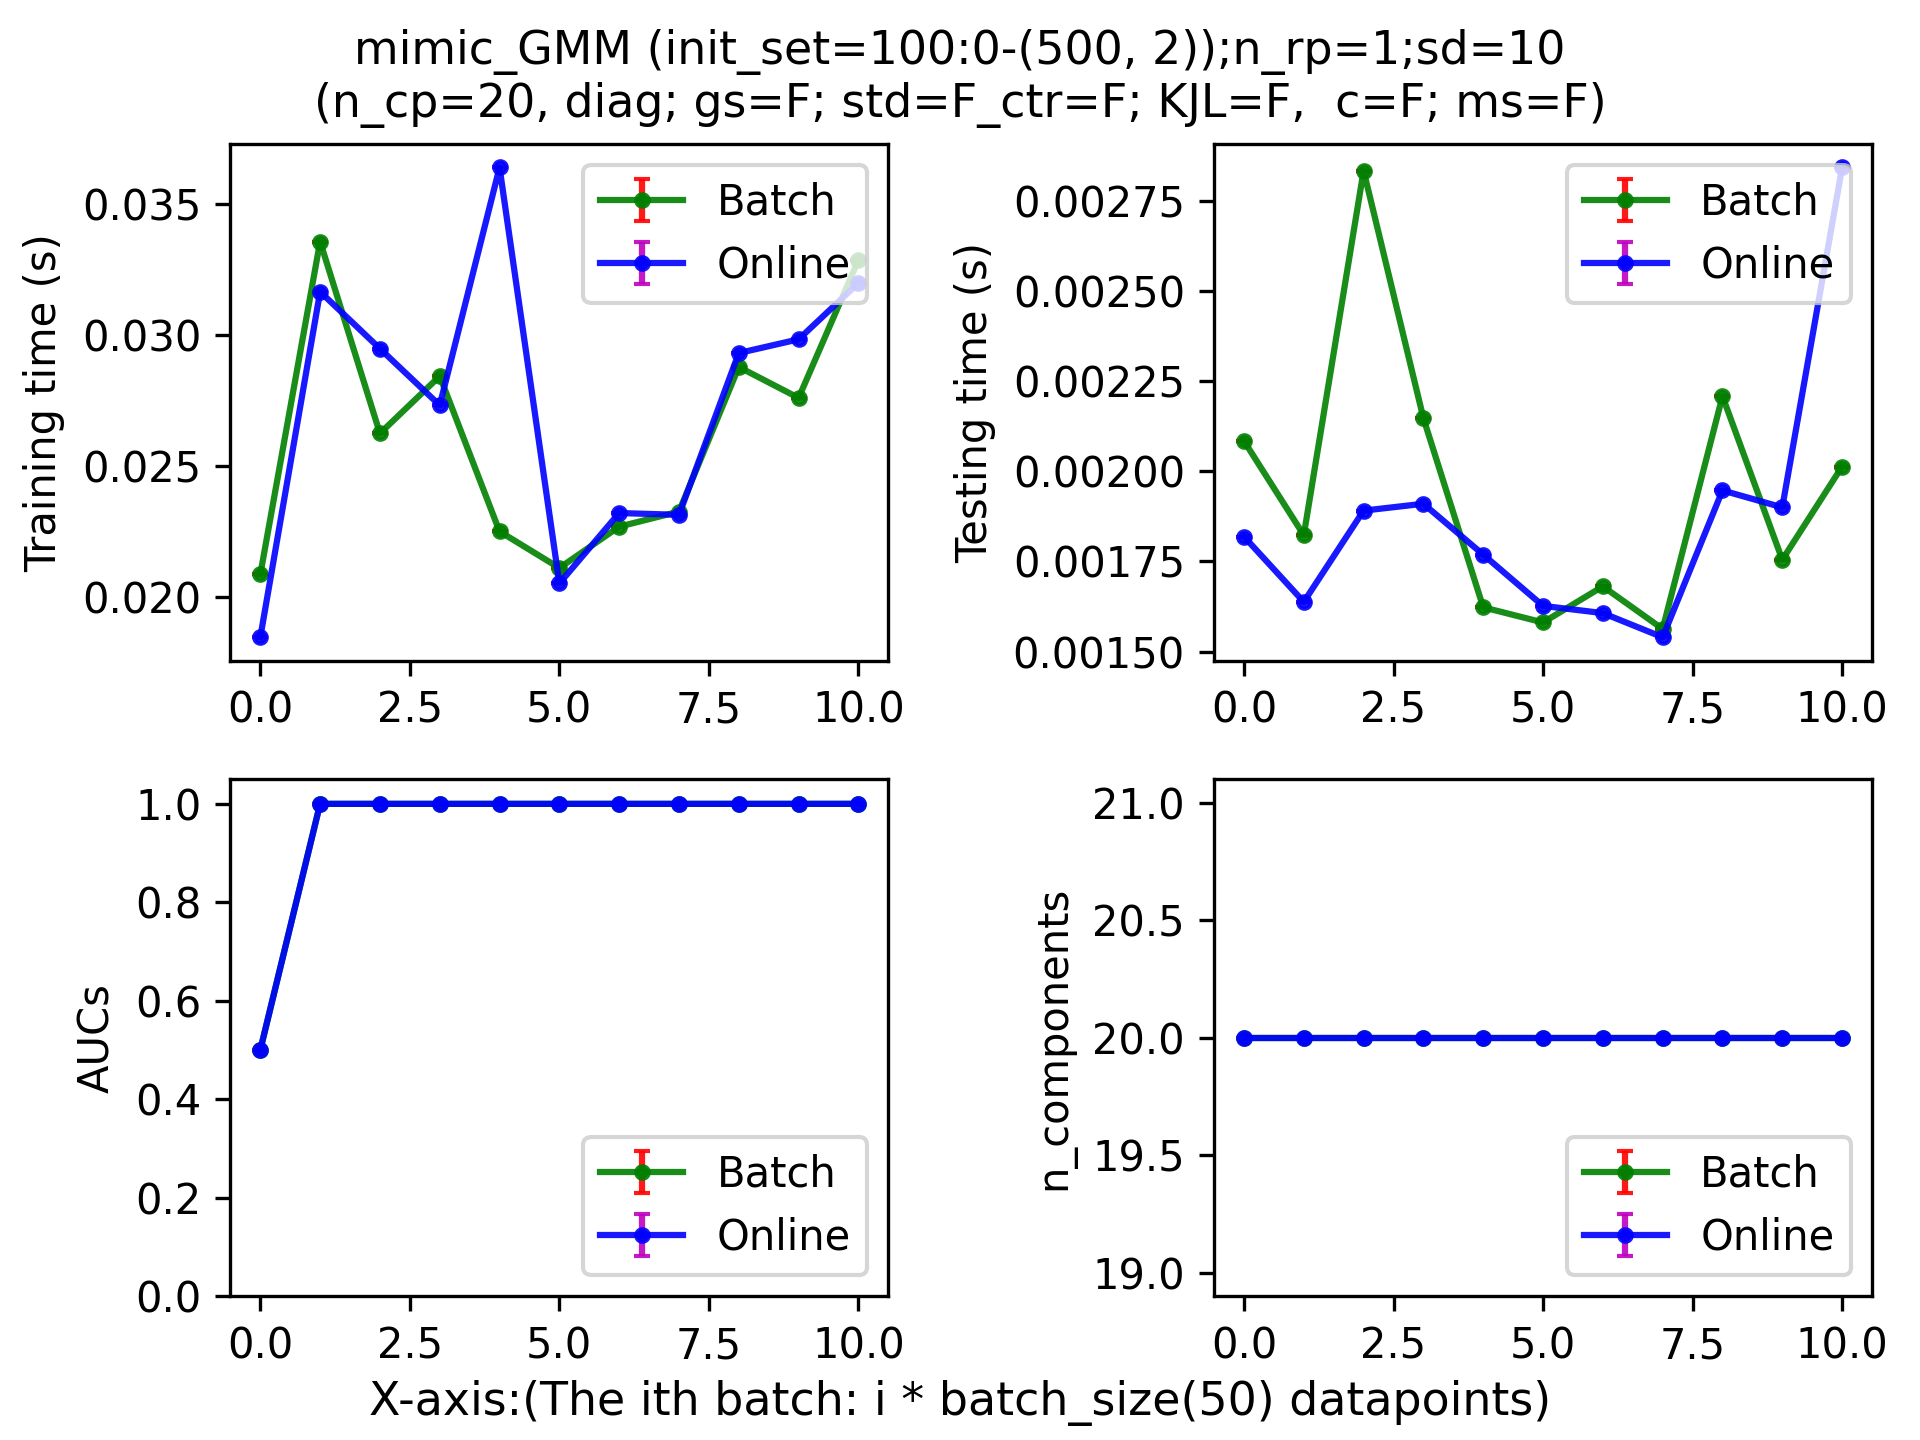 mimic_GMM (init_set=100:0-(500, 2));n_rp=1;sd=10
(n_cp=20, diag; gs=F; std=F_ctr=F; KJL=F,  c=F; ms=F)
Training time (s)
0.035
0.030
0.025
0.020
0.0 2.5 5.0 7.5 10.0
Batch
Online
Testing time (s)
0.00275
0.00250
0.00225
0.00200
0.00175
0.00150
0.0 2.5 5.0 7.5 10.0
Batch
Online
AUCs
1.0
0.8
0.6
0.4
0.2
0.0
0.0 2.5 5.0 7.5 10.0
Batch
Online
n_components
21.0
20.5
20.0
19.5
19.0
0.0 2.5 5.0 7.5 10.0
Batch
Online
X-axis:(The ith batch: i * batch_size(50) datapoints)